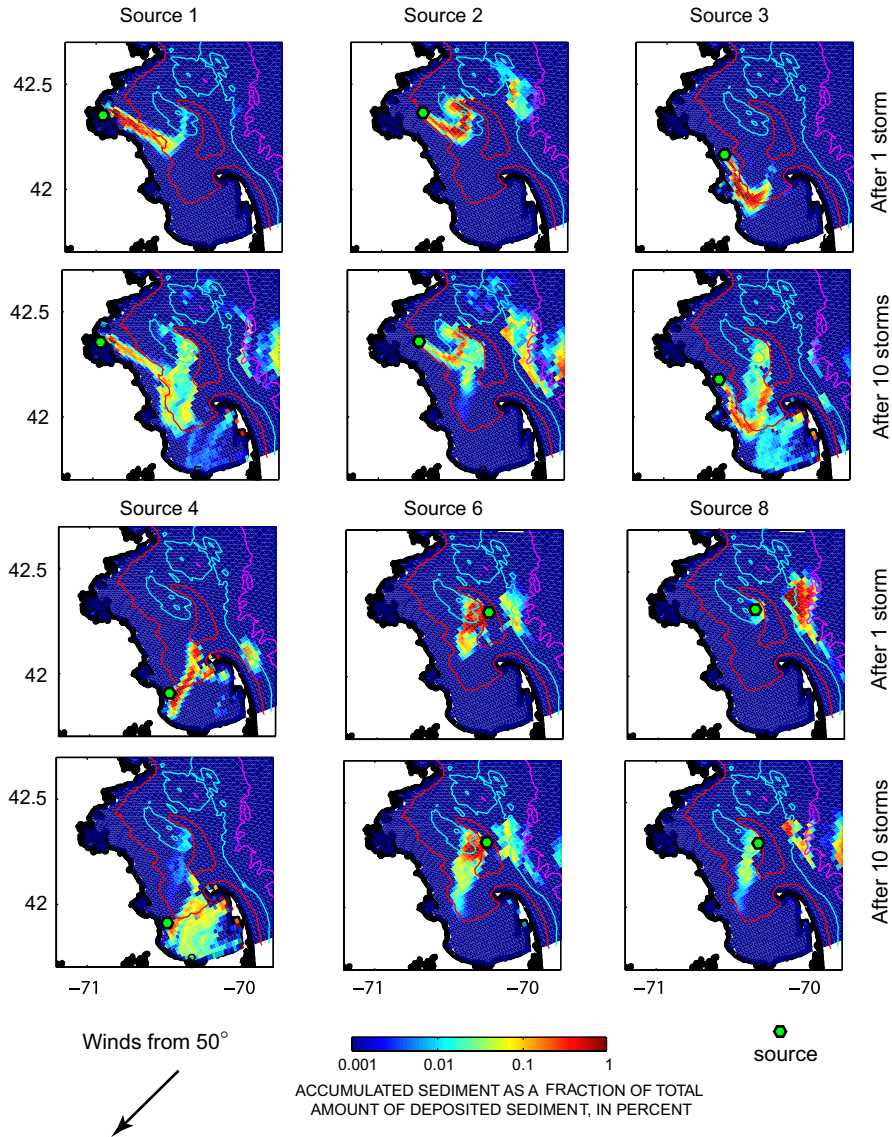 Source 1
Source 2
Source 3
42.5
42
After 1 storm
42.5
42
After 10 storms
Source 4
Source 6
Source 8
42.5
42
After 1 storm
42.5
42
After 10 storms
−71
−70
−71
−70
−71
−70
Winds from 50°
0.001
0.01
0.1
1
source
ACCUMULATED SEDIMENT AS A FRACTION OF TOTAL
AMOUNT OF DEPOSITED SEDIMENT, IN PERCENT